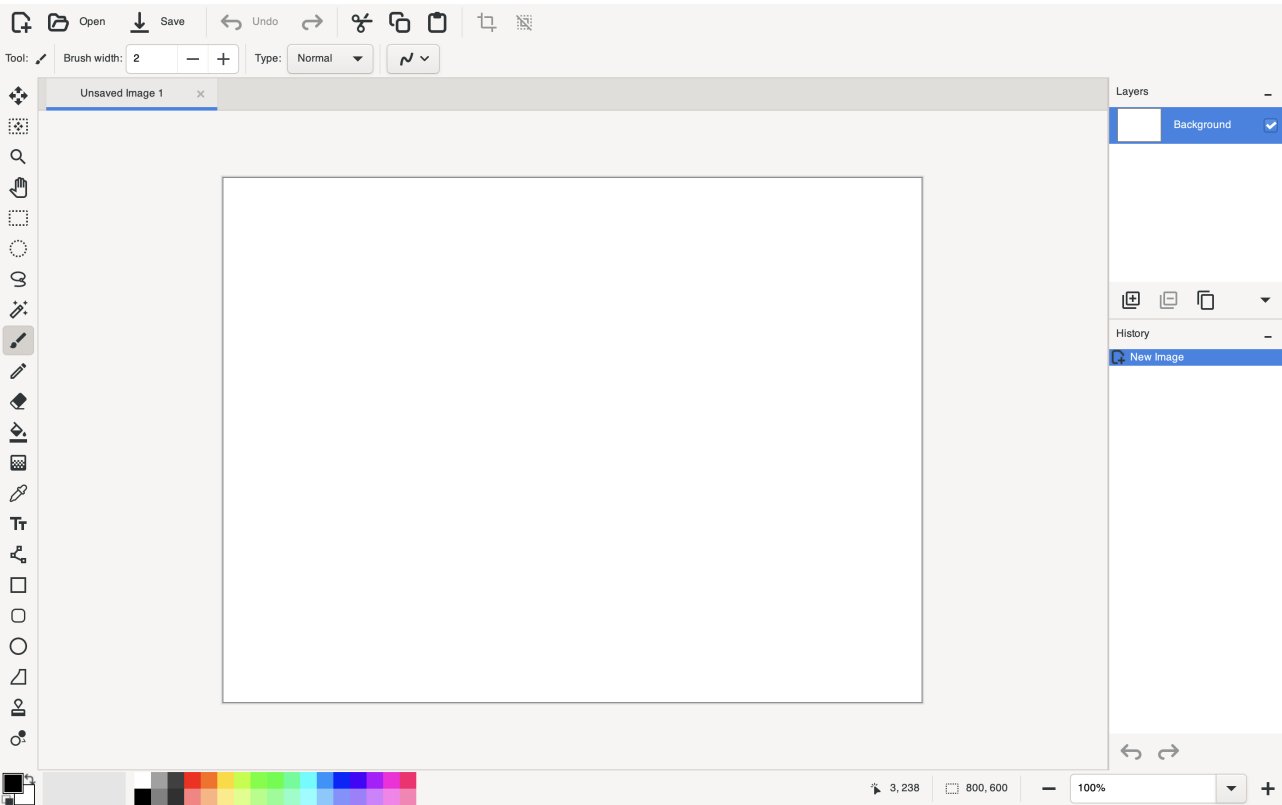 Open Save Undo
Tool: Brush width: 2 Type: Normal
Unsaved Image 1
Layers
Background
History
New Image
3, 238 800, 600 100%